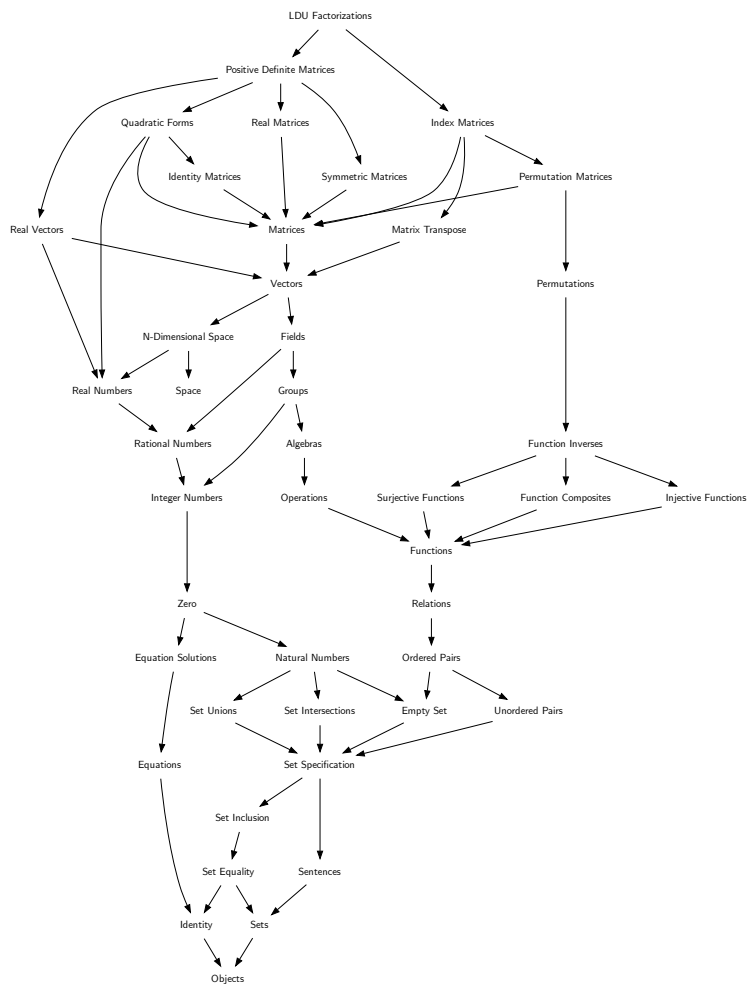 LDU Factorizations
Positive Definite Matrices
Quadratic Forms
Real Matrices
Index Matrices
Identity Matrices
Symmetric Matrices
Permutation Matrices
Real Vectors
Matrices
Matrix Transpose
Vectors
Permutations
N-Dimensional Space
Fields
Real Numbers
Space
Groups
Rational Numbers
Algebras
Function Inverses
Integer Numbers
Operations
Surjective Functions
Function Composites
Injective Functions
Functions
Zero
Relations
Equation Solutions
Natural Numbers
Ordered Pairs
Set Unions
Set Intersections
Empty Set
Unordered Pairs
Equations
Set Specification
Set Inclusion
Set Equality
Sentences
Identity
Sets
Objects